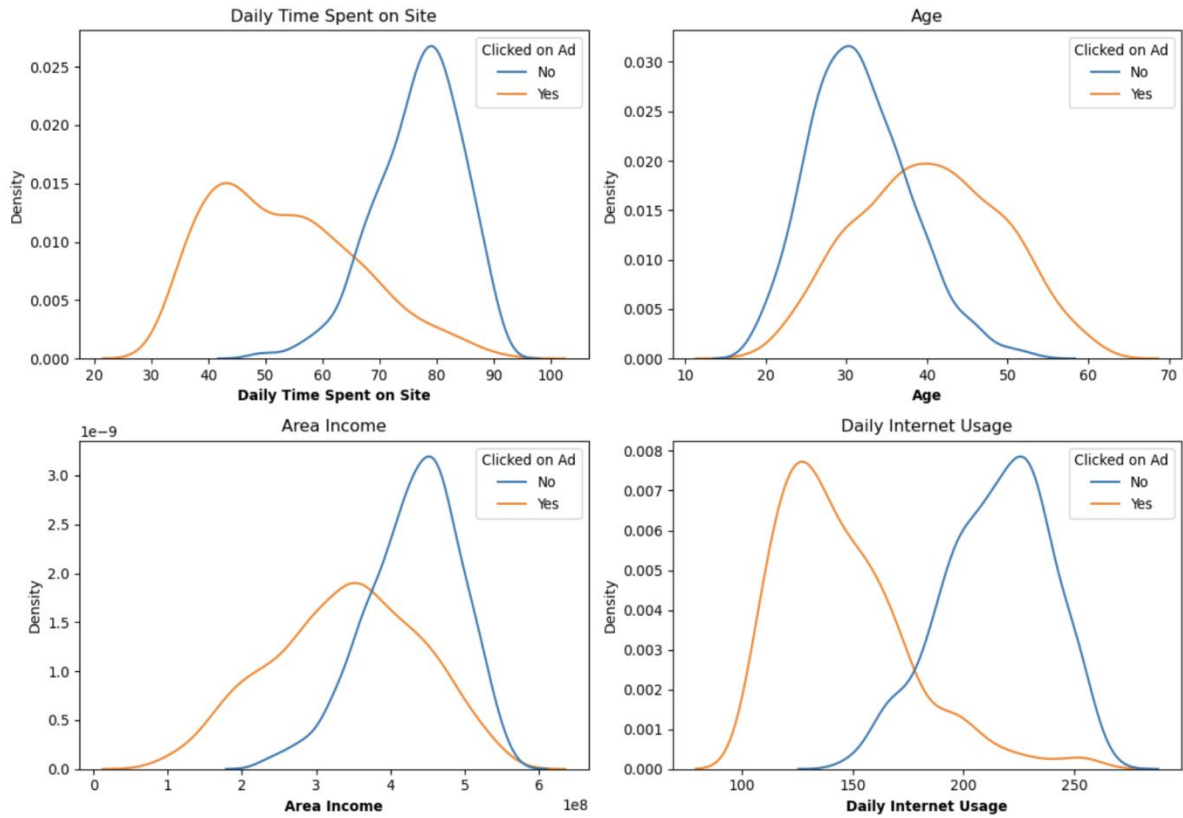 Daily Time Spent on Site
Clicked on Ad
No
Yes
Density
0.025
0.020
0.015
0.010
0.005
0.000
20 30 40 50 60 70 80 90 100
Daily Time Spent on Site
Age
Clicked on Ad
No
Yes
Density
0.030
0.025
0.020
0.015
0.010
0.005
0.000
10 20 30 40 50 60 70
Age
Area Income
1e−9
Clicked on Ad
No
Yes
Density
3.0
2.5
2.0
1.5
1.0
0.5
0.0
0 1 2 3 4 5 6
1e8
Area Income
Daily Internet Usage
Clicked on Ad
No
Yes
Density
0.008
0.007
0.006
0.005
0.004
0.003
0.002
0.001
0.000
100 150 200 250
Daily Internet Usage